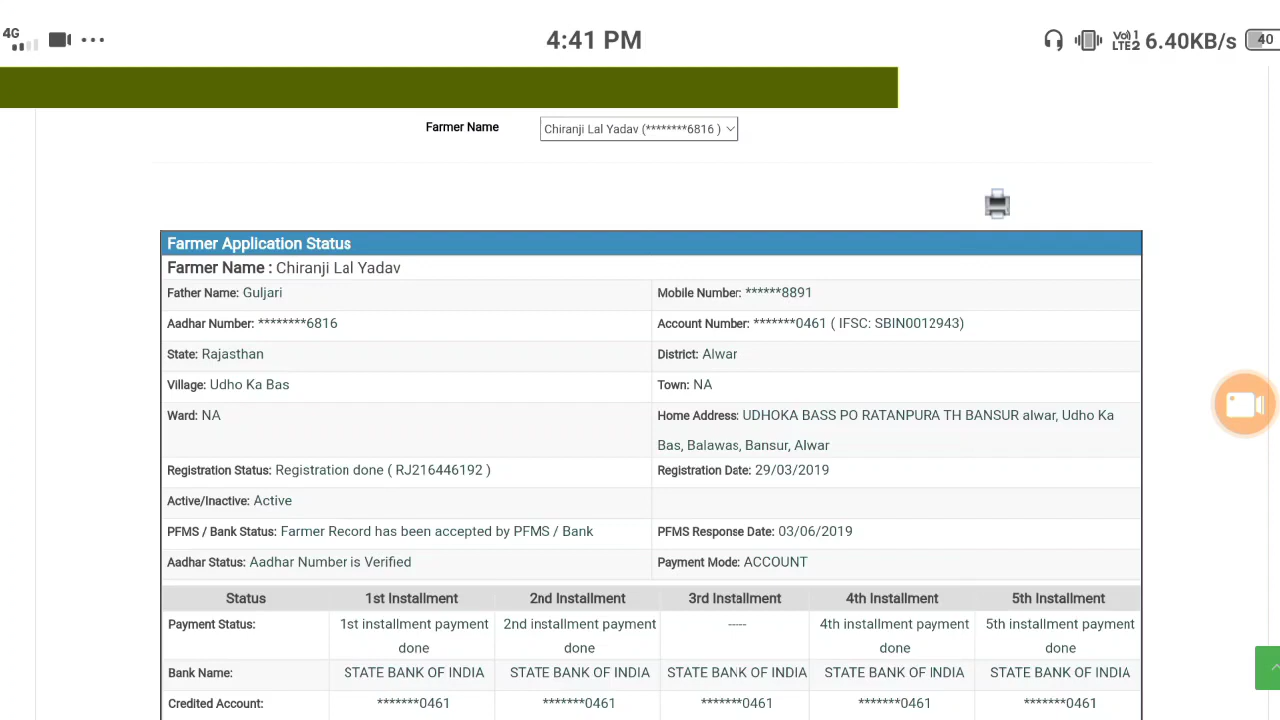 4G 4:41 PM Vol) 1 LTE2 6.40KB/s 40
Farmer Name Chiranji Lal Yadav (********6816 )
Farmer Application Status
Farmer Name : Chiranji Lal Yadav
Father Name: Guljari Mobile Number: ******8891
Aadhar Number: ********6816 Account Number: *******0461 ( IFSC: SBIN0012943)
State: Rajasthan District: Alwar
Village: Udho Ka Bas Town: NA
Ward: NA Home Address: UDHOKA BASS PO RATANPURA TH BANSUR alwar, Udho Ka
Bas, Balawas, Bansur, Alwar
Registration Status: Registration done ( RJ216446192 ) Registration Date: 29/03/2019
Active/Inactive: Active
PFMS / Bank Status: Farmer Record has been accepted by PFMS / Bank PFMS Response Date: 03/06/2019
Aadhar Status: Aadhar Number is Verified Payment Mode: ACCOUNT
Status 1st Installment 2nd Installment 3rd Installment 4th Installment 5th Installment
Payment Status: 1st installment payment 2nd installment payment ----- 4th installment payment 5th installment payment
done done done done
Bank Name: STATE BANK OF INDIA STATE BANK OF INDIA STATE BANK OF INDIA STATE BANK OF INDIA STATE BANK OF INDIA
Credited Account: *******0461 *******0461 *******0461 *******0461 *******0461